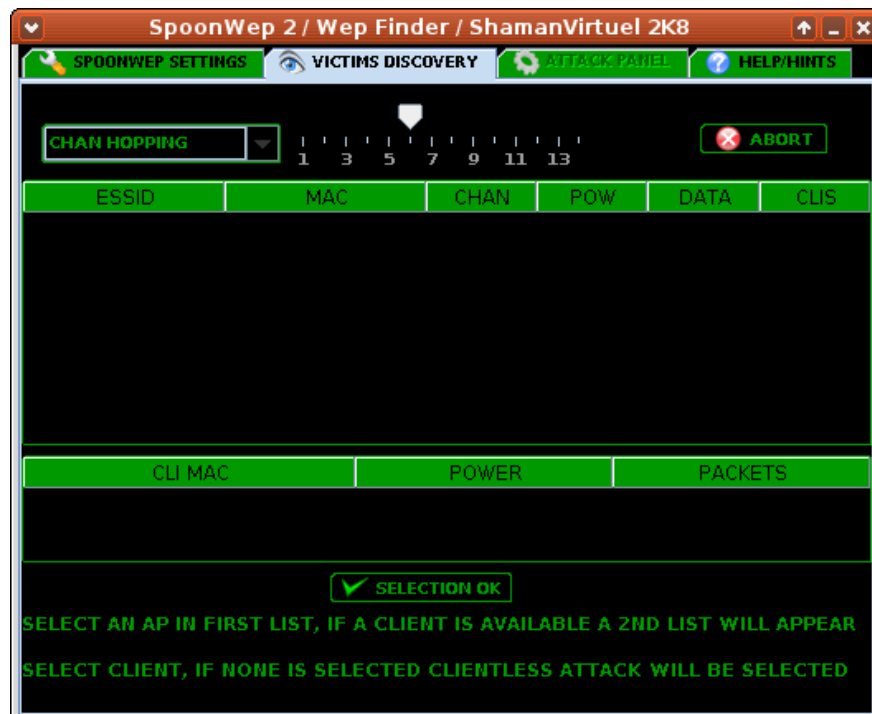 SpoonWep 2 / Wep Finder / ShamanVirtuel 2K8
SPOONWEP SETTINGS VICTIMS DISCOVERY ATTACK PANEL HELP/HINTS
CHAN HOPPING
1 3 5 7 9 11 13
ABORT
ESSID MAC CHAN POW DATA CLIS
CLI MAC POWER PACKETS
SELECTION OK
SELECT AN AP IN FIRST LIST, IF A CLIENT IS AVAILABLE A 2ND LIST WILL APPEAR
SELECT CLIENT, IF NONE IS SELECTED CLIENTLESS ATTACK WILL BE SELECTED